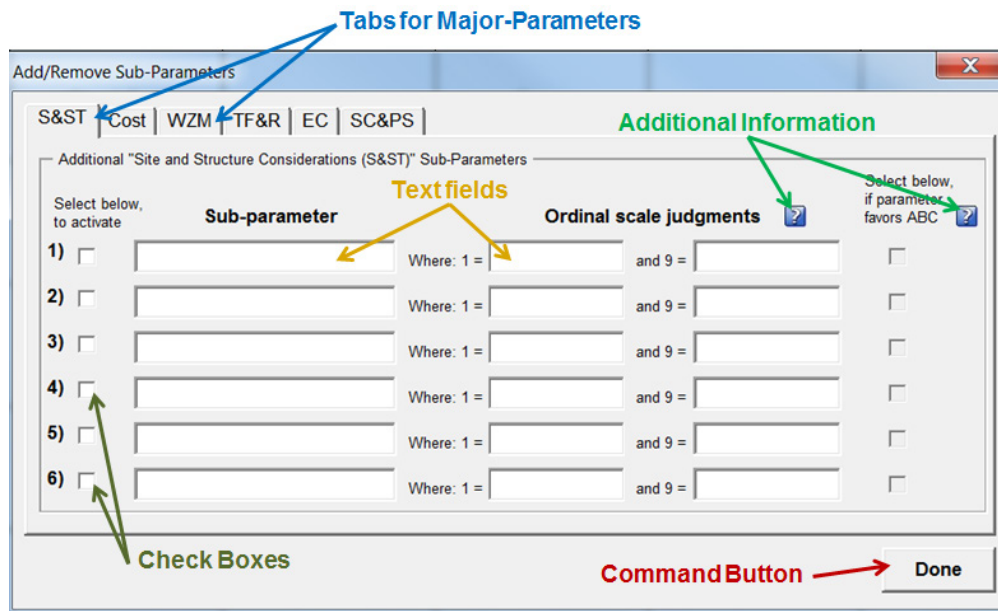 Tabs for Major-Parameters
Add/Remove Sub-Parameters
X
S&ST Cost WZM TF&R EC SC&PS
Additional Information
Additional "Site and Structure Considerations (S&ST)" Sub-Parameters
Select below,
to activate
Sub-parameter
Text fields
Ordinal scale judgments ?
Select below,
if parameter
favors ABC ?
1) Where: 1 = and 9 =
2) Where: 1 = and 9 =
3) Where: 1 = and 9 =
4) Where: 1 = and 9 =
5) Where: 1 = and 9 =
6) Where: 1 = and 9 =
Check Boxes
Command Button
Done